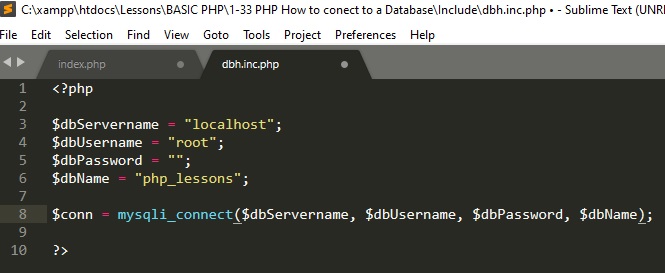 C:\xampp\htdocs\Lessons\BASIC PHP\1-33 PHP How to conect to a Database\Include\dbh.inc.php • - Sublime Text (UNR
File Edit Selection Find View Goto Tools Project Preferences Help
index.php dbh.inc.php
1 <?php
2
3 $dbServername = "localhost";
4 $dbUsername = "root";
5 $dbPassword = "";
6 $dbName = "php_lessons";
7
8 $conn = mysqli_connect($dbServername, $dbUsername, $dbPassword, $dbName);
9
10 ?>